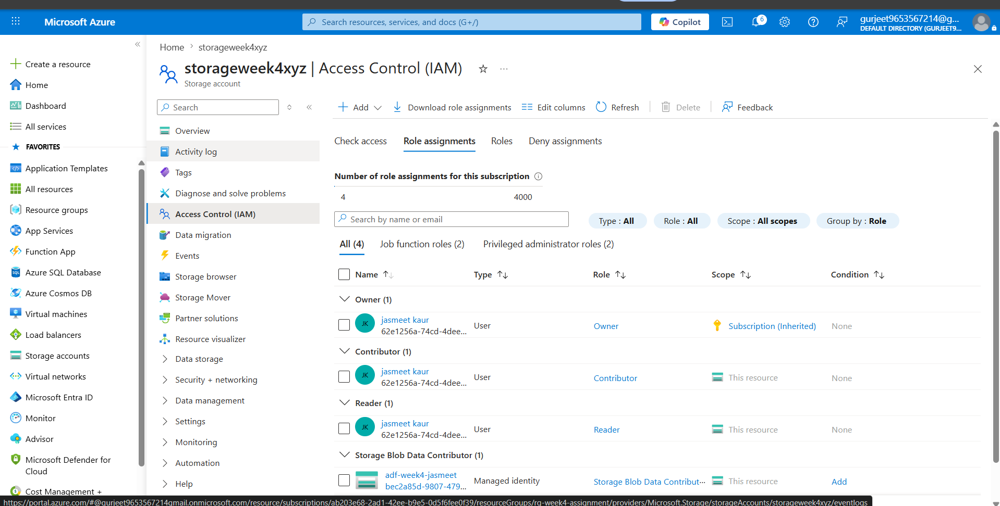 Microsoft Azure
Search resources, services, and docs (G+/)
Copilot
6
gurjeet9653567214@g...
DEFAULT DIRECTORY (GURJEET9...
Create a resource
Home
Dashboard
All services
FAVORITES
Application Templates
All resources
Resource groups
App Services
Function App
Azure SQL Database
Azure Cosmos DB
Virtual machines
Load balancers
Storage accounts
Virtual networks
Microsoft Entra ID
Monitor
Advisor
Microsoft Defender for
Cloud
Cost Management +
Home > storageweek4xyz
storageweek4xyz | Access Control (IAM)
Storage account
Search
Overview
Activity log
Tags
Diagnose and solve problems
Access Control (IAM)
Data migration
Events
Storage browser
Storage Mover
Partner solutions
Resource visualizer
Data storage
Security + networking
Data management
Settings
Monitoring
Automation
Help
Add
Download role assignments
Edit columns
Refresh
Delete
Feedback
Check access Role assignments Roles Deny assignments
Number of role assignments for this subscription
4 4000
Search by name or email
Type : All
Role : All
Scope : All scopes
Group by : Role
All (4) Job function roles (2) Privileged administrator roles (2)
Name Type Role Scope Condition
Owner (1)
JK jasmeet kaur
62e1256a-74cd-4dee...
User Owner Subscription (Inherited) None
Contributor (1)
JK jasmeet kaur
62e1256a-74cd-4dee...
User Contributor This resource None
Reader (1)
JK jasmeet kaur
62e1256a-74cd-4dee...
User Reader This resource None
Storage Blob Data Contributor (1)
adf-week4-jasmeet
bec2a85d-9807-479...
Managed identity Storage Blob Data Contribut... This resource Add
https://portal.azure.com/#@gurjeet9653567214gmail.onmicrosoft.com/resource/subscriptions/ab203e68-2ad1-42ee-b9e5-0d5f6fee0f39/resourceGroups/rg-week4-assignment/providers/Microsoft.Storage/storageAccounts/storageweek4xyz/eventlogs